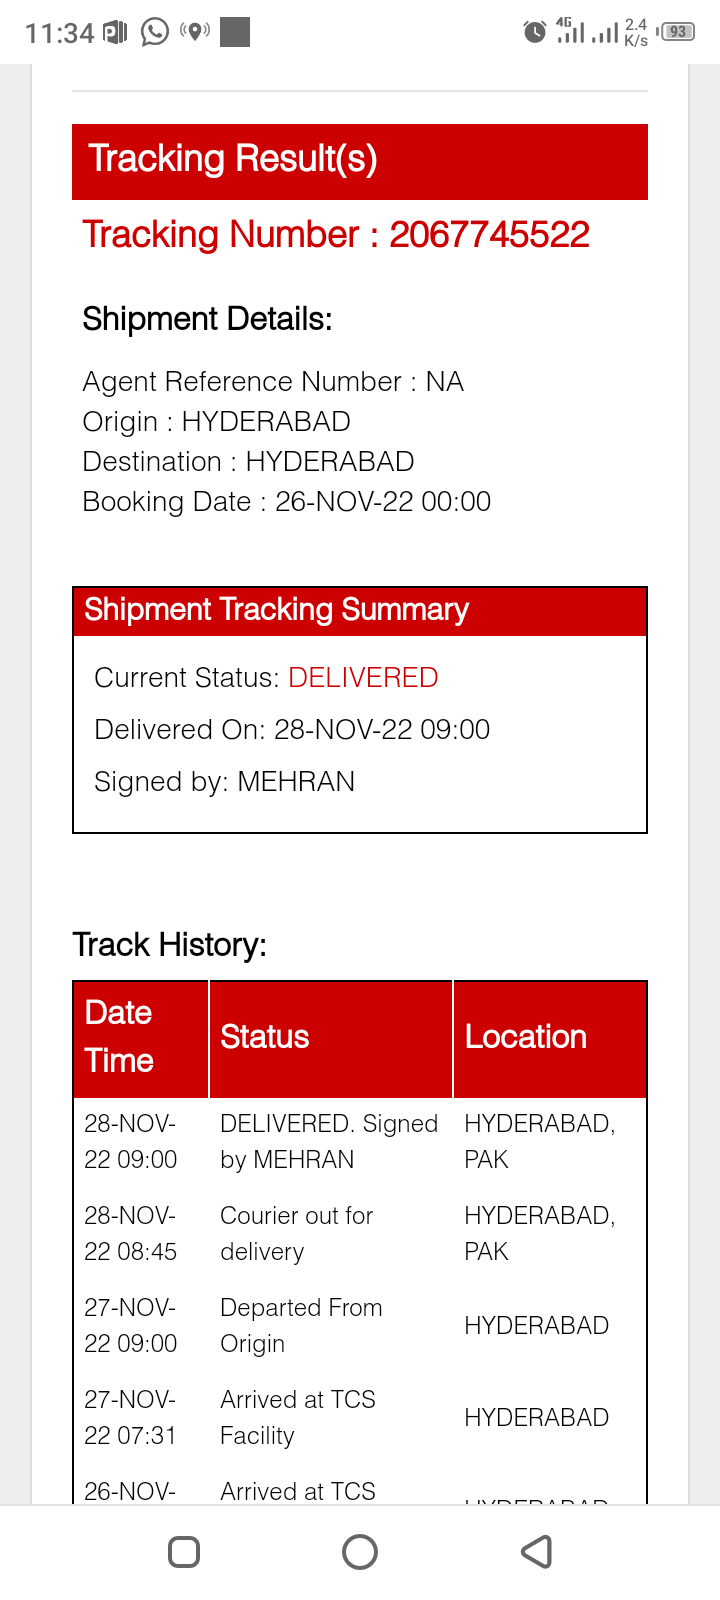 11:34
4G
2.4
K/s
93
Tracking Result(s)
Tracking Number : 2067745522
Shipment Details:
Agent Reference Number : NA
Origin : HYDERABAD
Destination : HYDERABAD
Booking Date : 26-NOV-22 00:00
Shipment Tracking Summary
Current Status: DELIVERED
Delivered On: 28-NOV-22 09:00
Signed by: MEHRAN
Track History:
Date Time Status Location
28-NOV- DELIVERED. Signed HYDERABAD,
22 09:00 by MEHRAN PAK
28-NOV- Courier out for HYDERABAD,
22 08:45 delivery PAK
27-NOV- Departed From
22 09:00 Origin HYDERABAD
27-NOV- Arrived at TCS
22 07:31 Facility HYDERABAD
26-NOV- Arrived at TCS